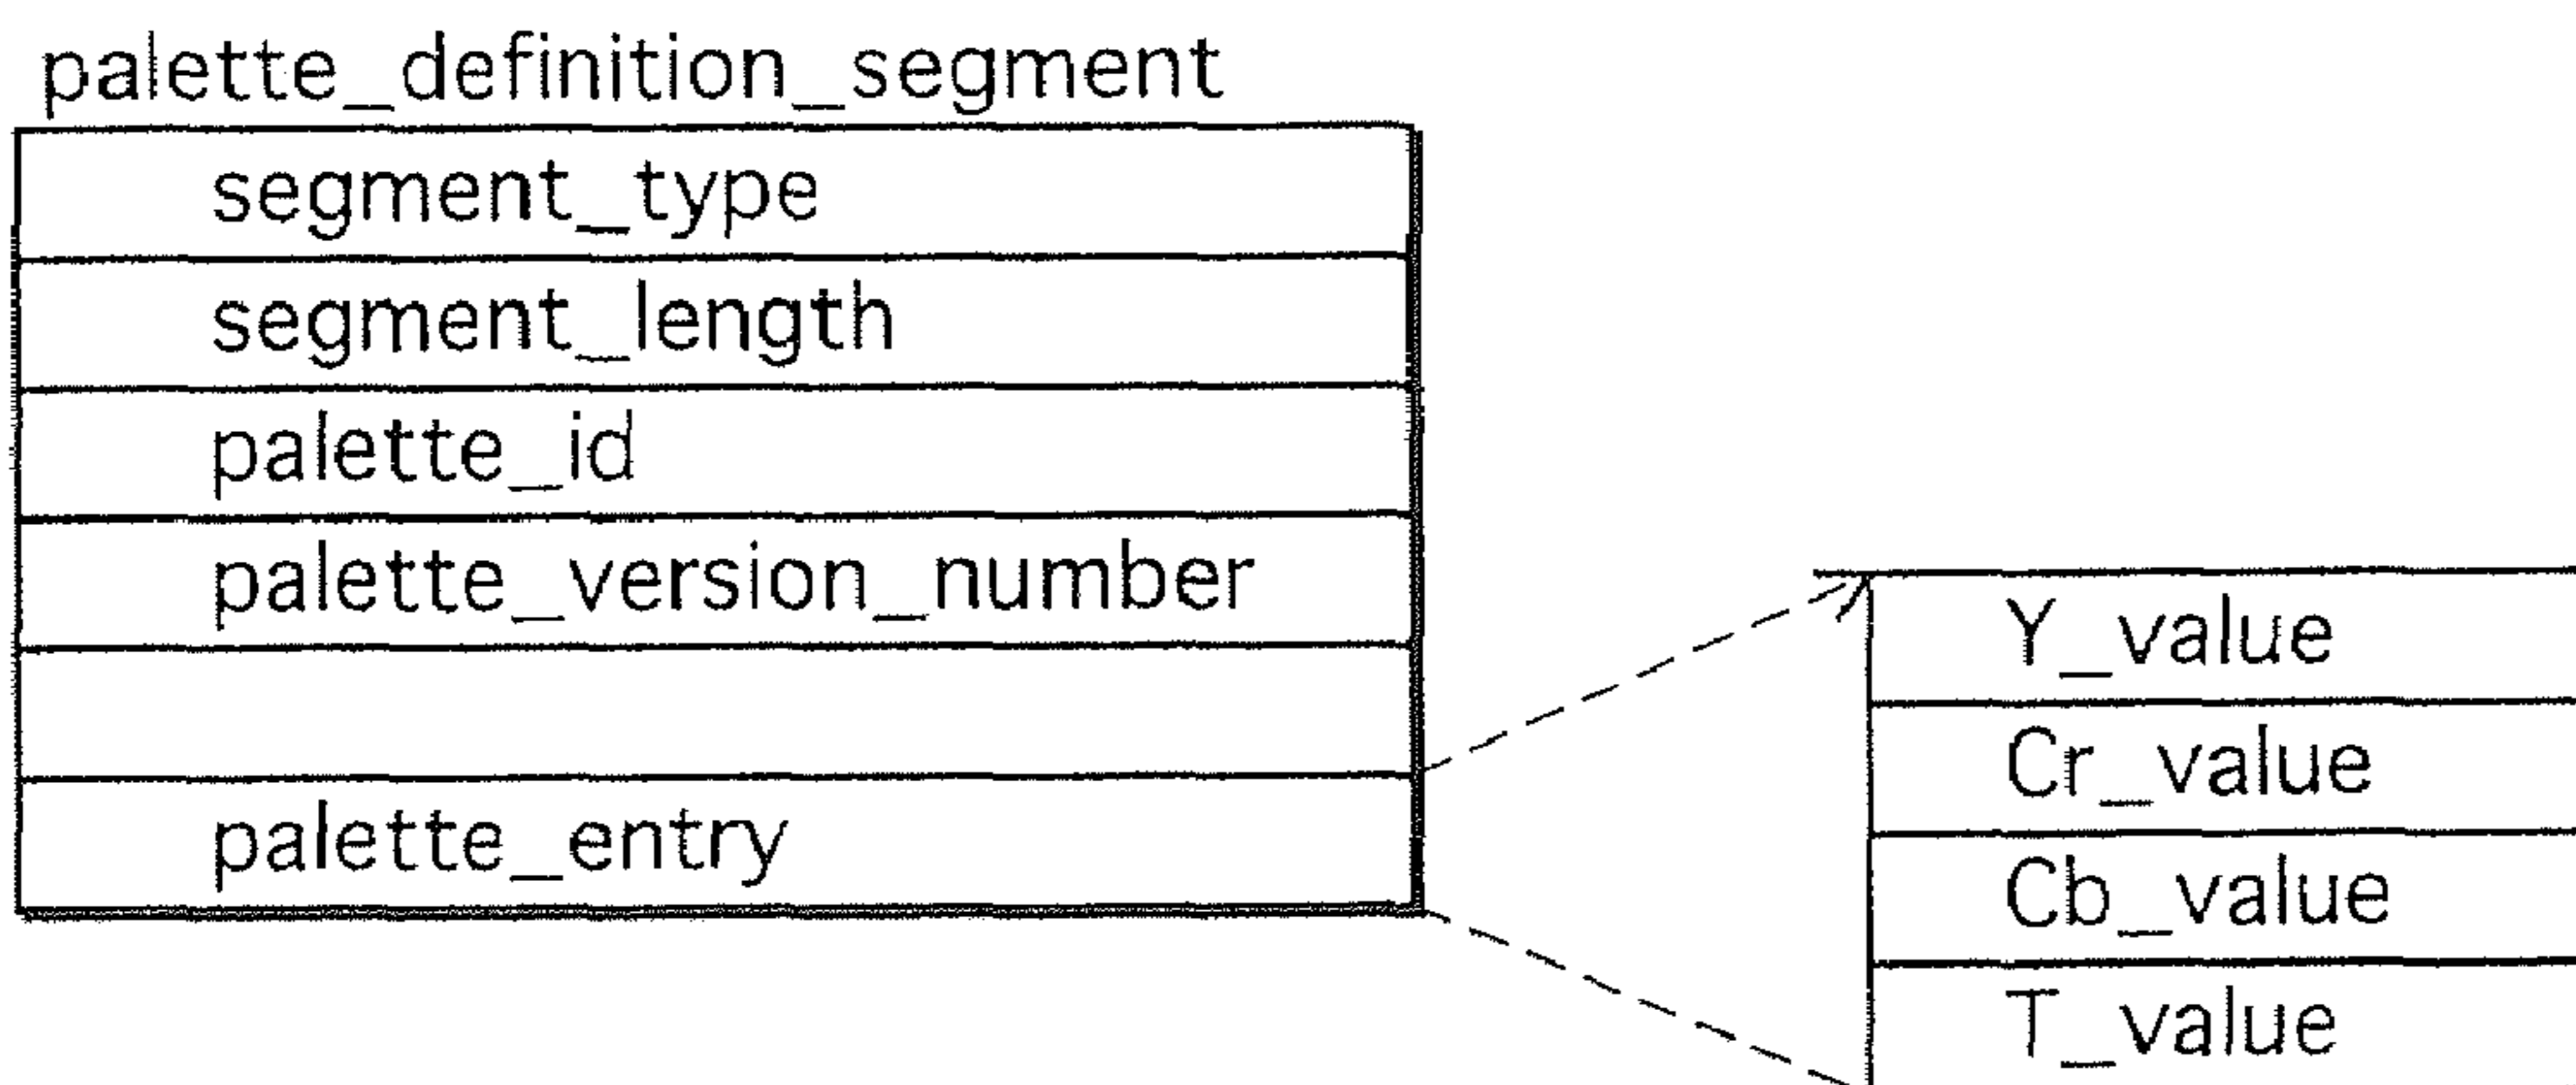 palette_definition_segment
segment_type
segment_length
palette_id
palette_version_number
palette_entry
Y_value
Cr_value
Cb_value
T_value